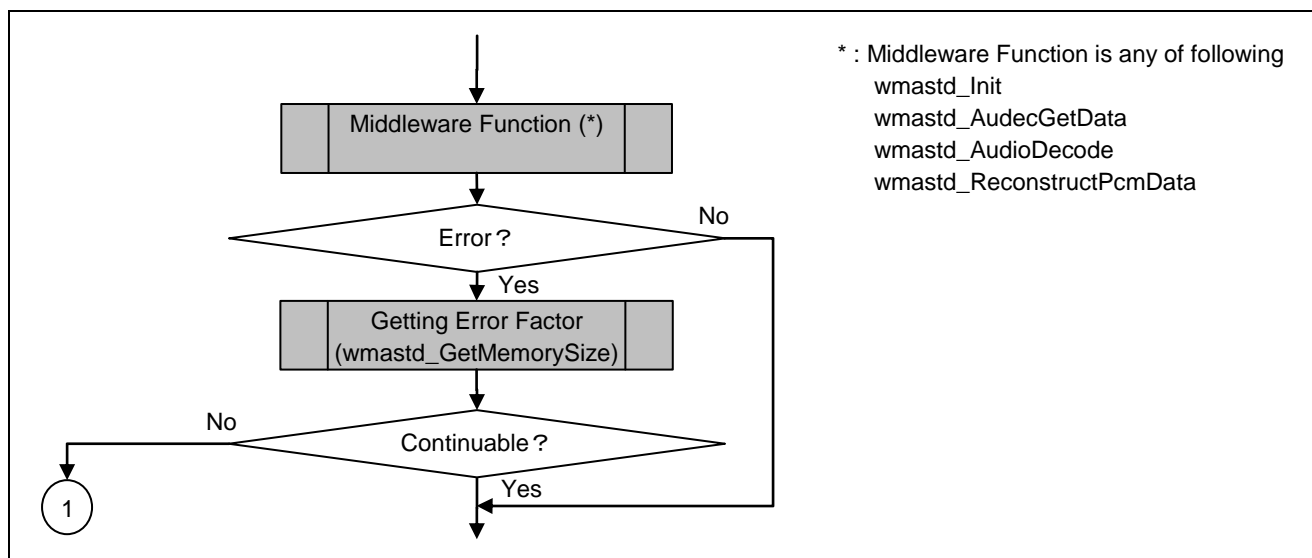 * : Middleware Function is any of following
wmastd_Init
wmastd_AudecGetData
wmastd_AudioDecode
wmastd_ReconstructPcmData
Middleware Function (*)
Error？
No
Yes
Getting Error Factor
(wmastd_GetMemorySize)
Continuable？
No
Yes
1